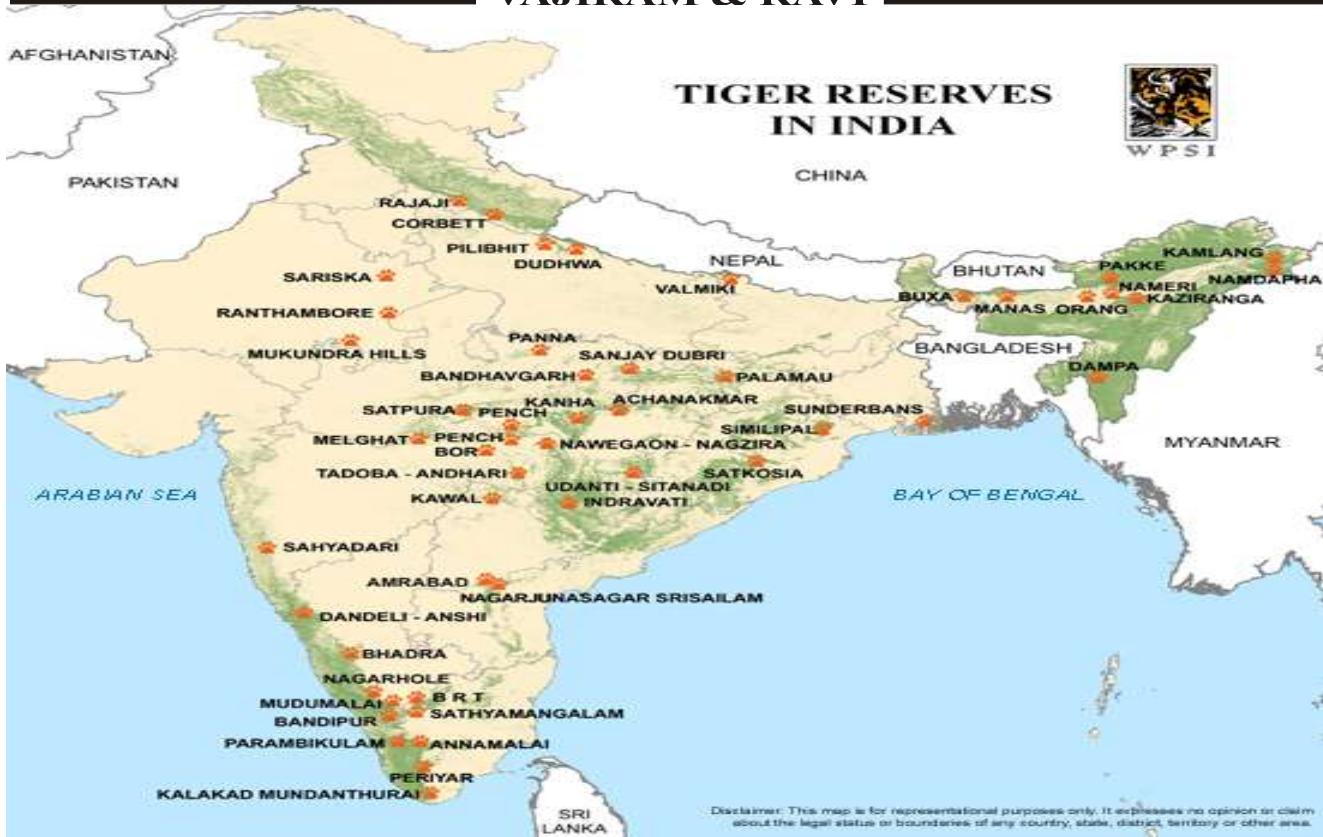 VAJIRAM & RAVI
AFGHANISTAN
TIGER RESERVES
IN INDIA
WPSI
PAKISTAN
CHINA
RAJAJI
CORBETT
PILIBHIT
DUDHWA
NEPAL
SARISKA
VALMIKI
BHUTAN
KAMLANG
PAKKE
NAMDAPHA
NAMERI
BUXA
MANAS
ORANG
KAZIRANGA
RANTHAMBORE
MUKUNDRA HILLS
PANNA
SANJAY DUBRI
BANGLADESH
BANDHAVGARH
PALAMAU
DAMPA
SATPURA
PENCH
KANHA
ACHANAKMAR
SUNDERBANS
MELGHAT
PENCH
BOR
NAWEGAON - NAGZIRA
SIMILIPAL
MYANMAR
TADOBA - ANDHARI
SATKOSIA
UDANTI - SITANADI
ARABIAN SEA
KAWAL
INDRAVATI
BAY OF BENGAL
SAHYADARI
AMRABAD
NAGARJUNASAGAR SRISAILAM
DANDELI - ANSHI
BHADRA
NAGARHOLE
MUDUMALAI
B R T
BANDIPUR
SATHYAMANGALAM
PARAMBIKULAM
ANNAMALAI
PERIYAR
KALAKAD MUNDANTHURAI
SRI
LANKA
Disclaimer: This map is for representational purposes only. It expresses no opinion or claim
about the legal status or boundaries of any country, state, district, territory or other area.